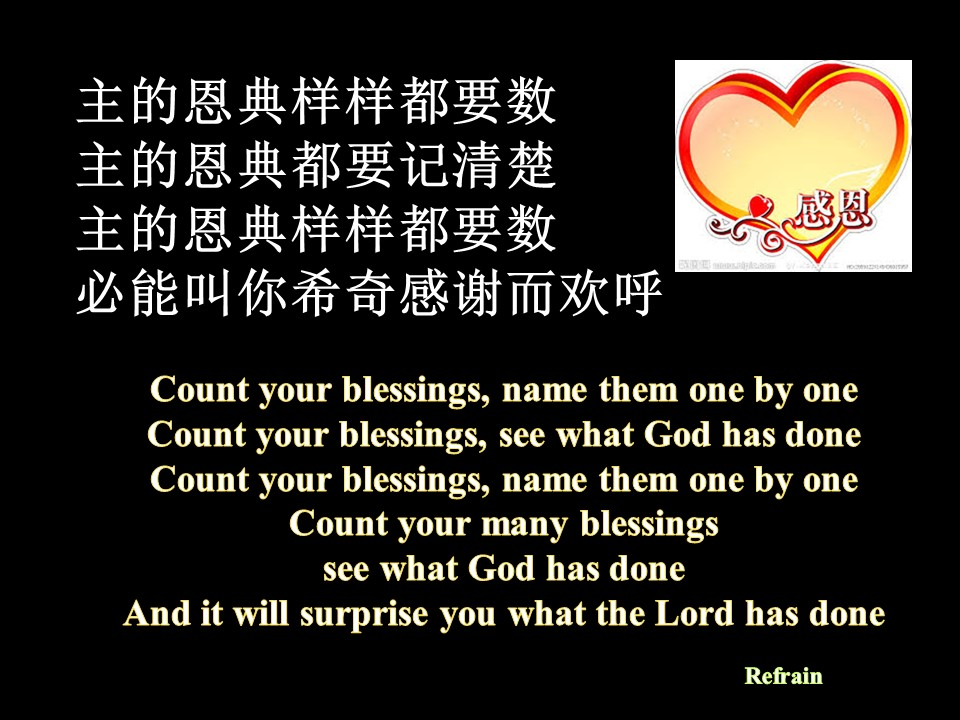 主的恩典样样都要数
主的恩典都要记清楚
主的恩典样样都要数
必能叫你希奇感谢而欢呼
感恩
Count your blessings, name them one by one
Count your blessings, see what God has done
Count your blessings, name them one by one
Count your many blessings
see what God has done
And it will surprise you what the Lord has done
Refrain